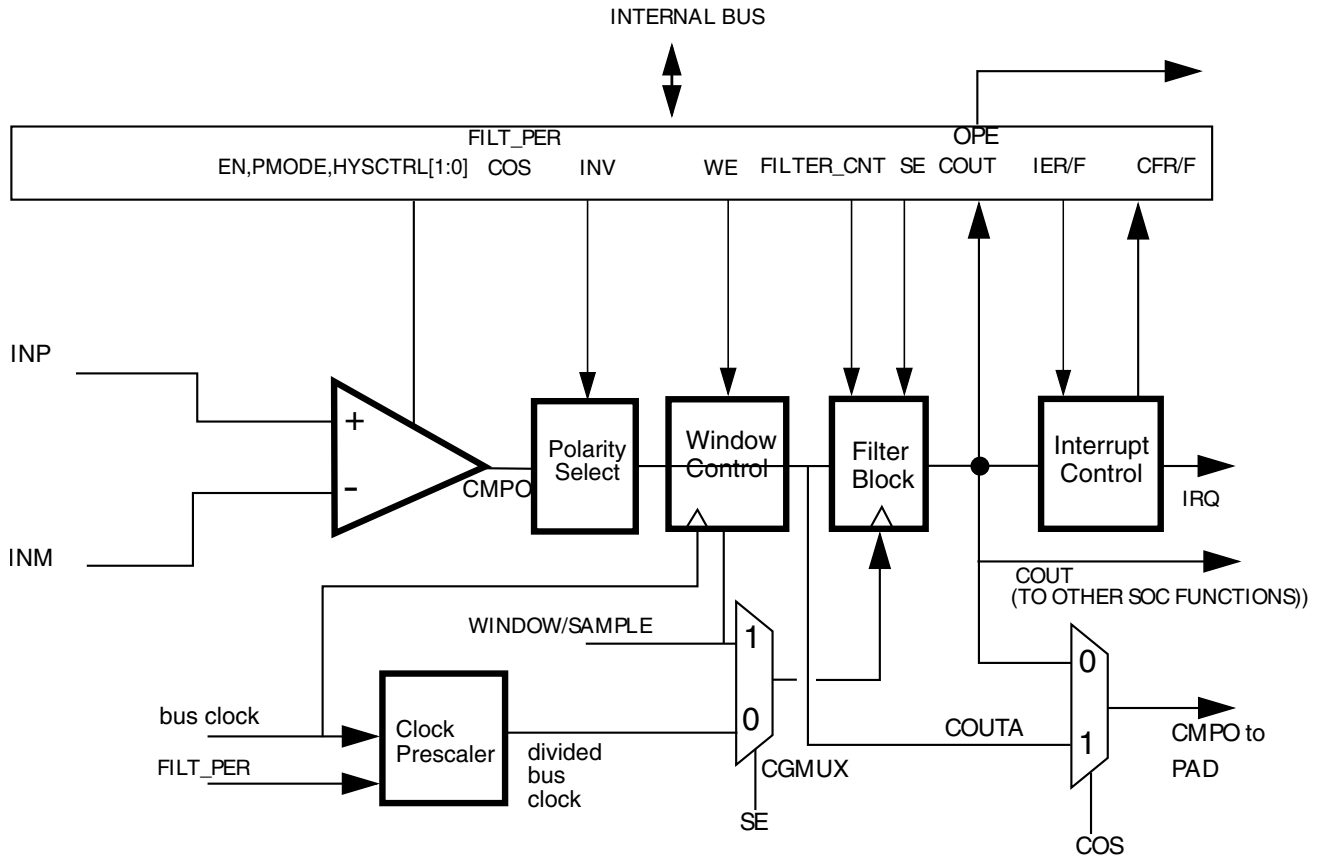 INTERNAL BUS
FILT_PER
OPE
EN,PMODE,HYSCTRL[1:0] COS INV WE FILTER_CNT SE COUT IER/F CFR/F
INP
+
-
INM
CMPO
Polarity
Select
Window
Control
Filter
Block
Interrupt
Control
IRQ
COUT
(TO OTHER SOC FUNCTIONS))
WINDOW/SAMPLE
1
0
CGMUX
SE
bus clock
FILT_PER
Clock
Prescaler
divided
bus
clock
COUTA
0
1
CMPO to
PAD
COS